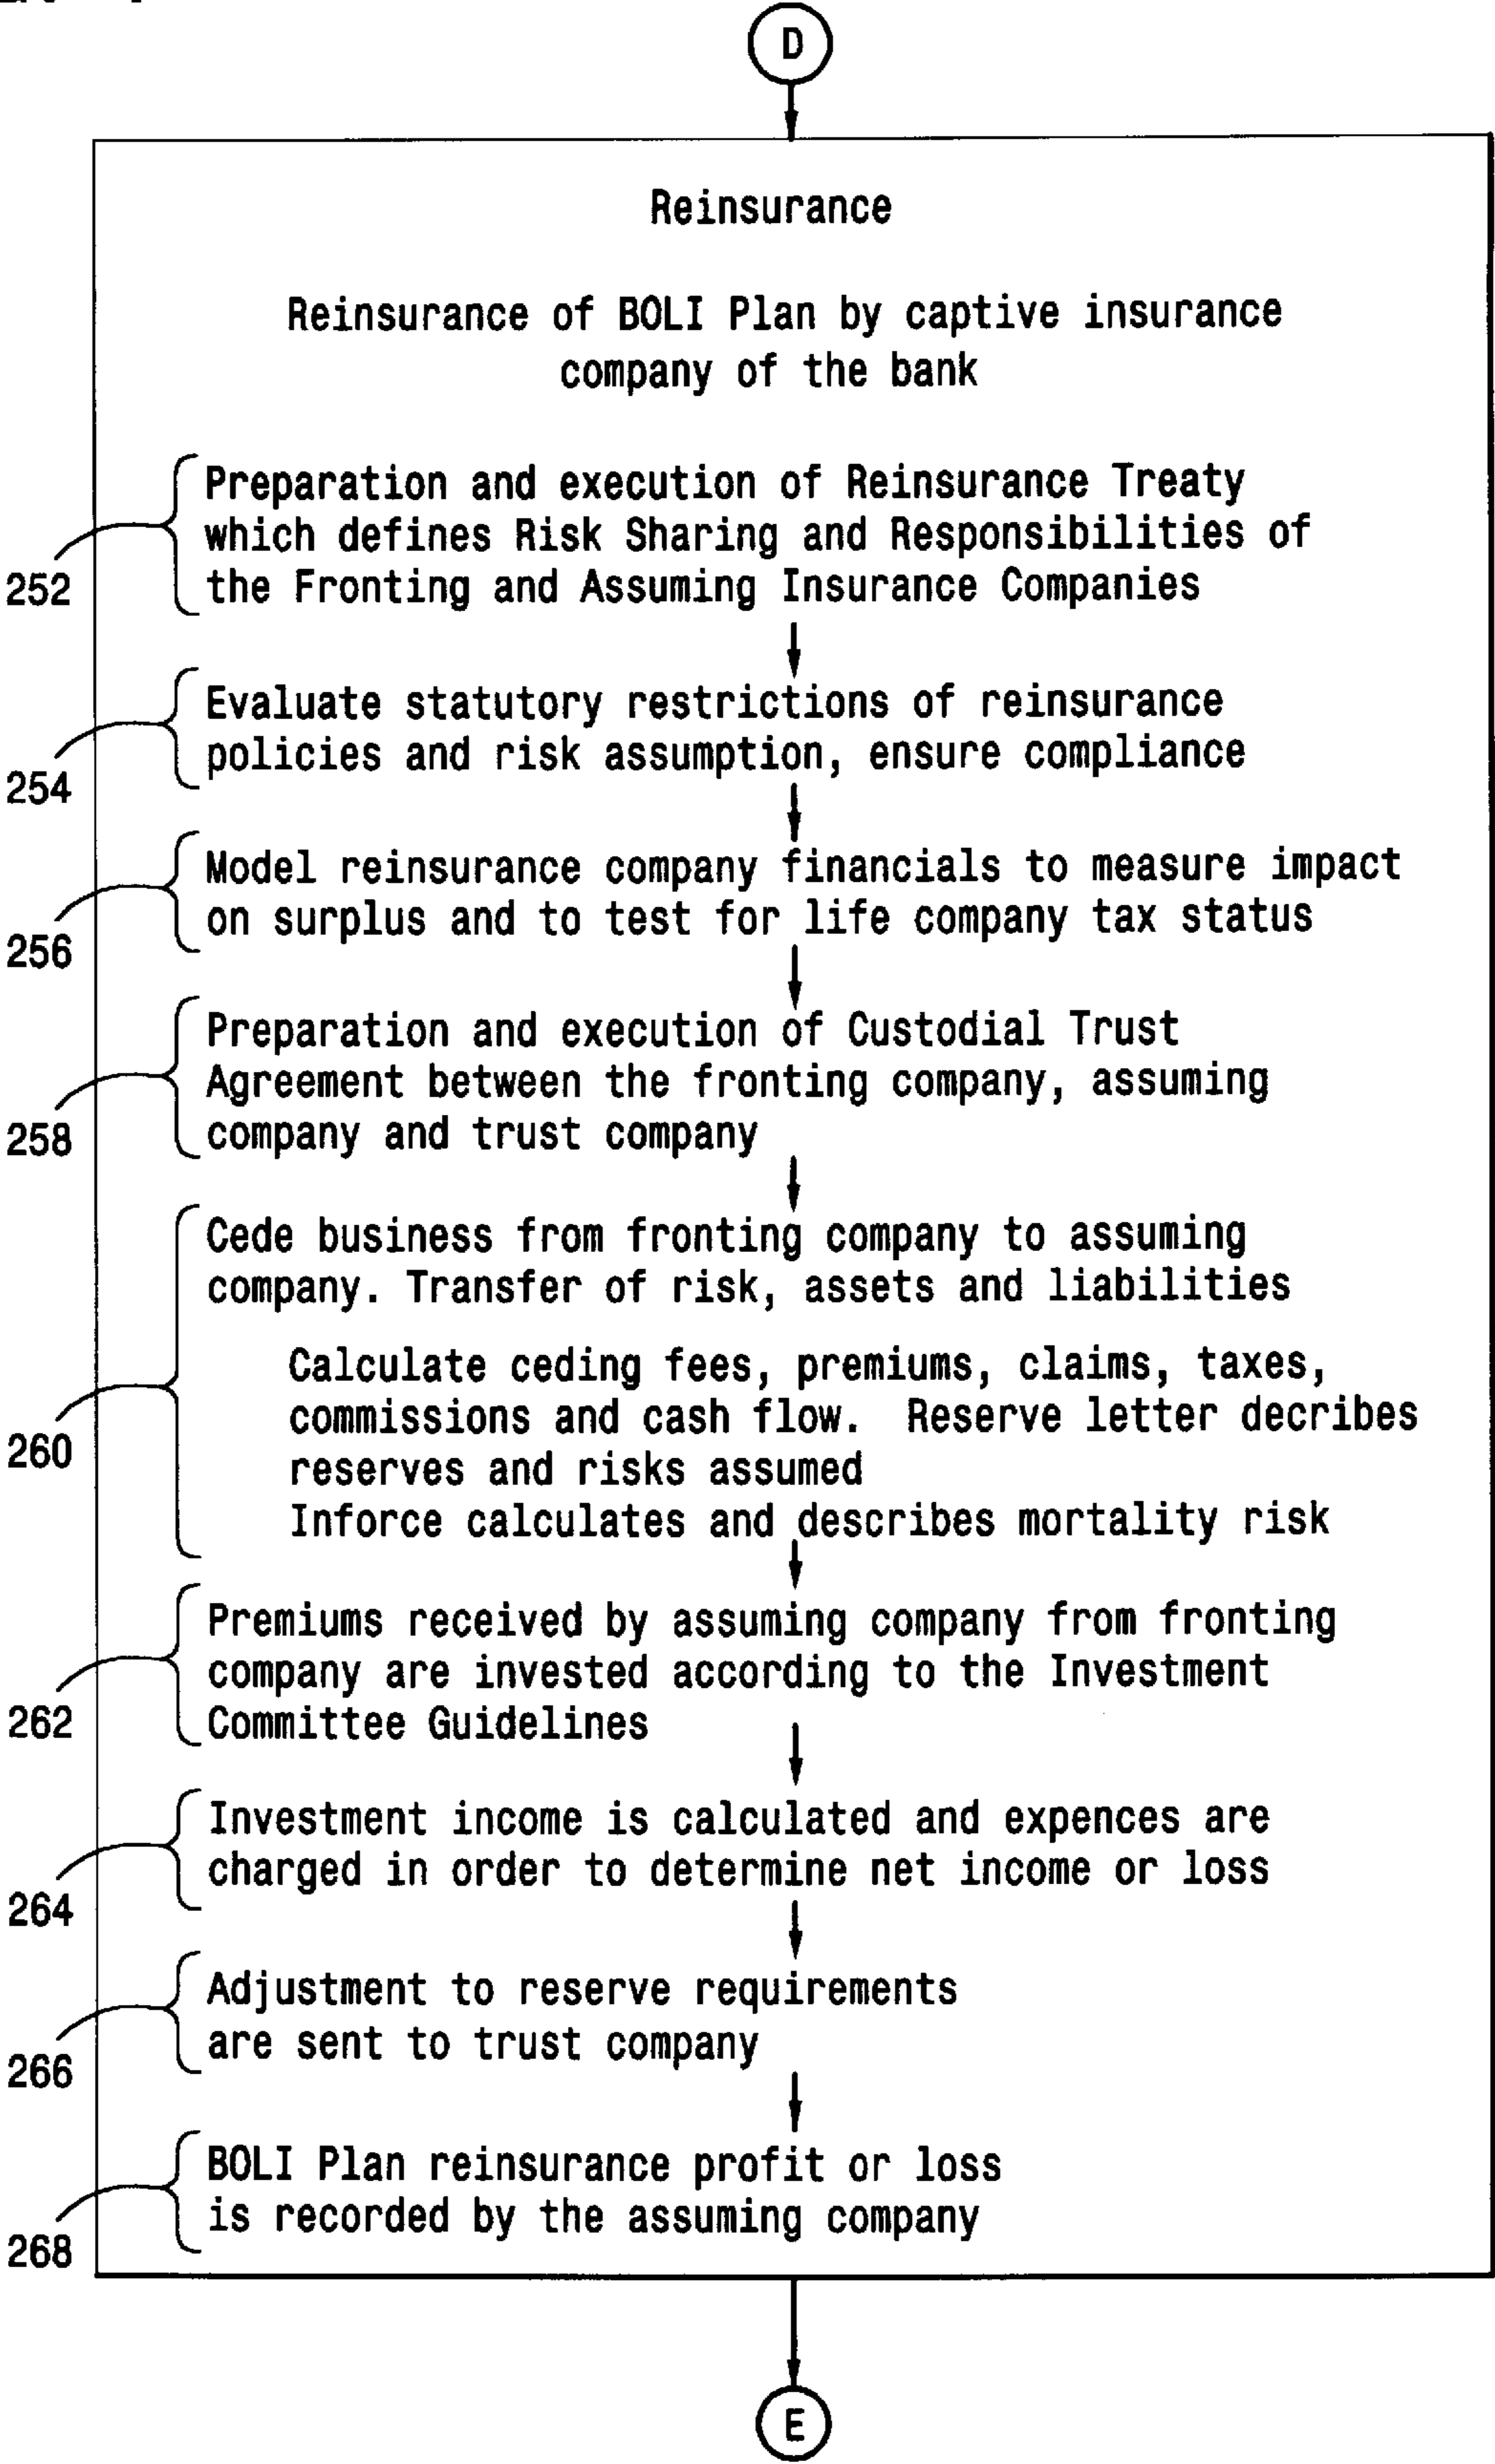 D
Reinsurance
Reinsurance of BOLI Plan by captive insurance
company of the bank
Preparation and execution of Reinsurance Treaty
which defines Risk Sharing and Responsibilities of
the Fronting and Assuming Insurance Companies
252
Evaluate statutory restrictions of reinsurance
policies and risk assumption, ensure compliance
254
Model reinsurance company financials to measure impact
on surplus and to test for life company tax status
256
Preparation and execution of Custodial Trust
Agreement between the fronting company, assuming
company and trust company
258
Cede business from fronting company to assuming
company. Transfer of risk, assets and liabilities
Calculate ceding fees, premiums, claims, taxes,
commissions and cash flow. Reserve letter decribes
reserves and risks assumed
Inforce calculates and describes mortality risk
260
Premiums received by assuming company from fronting
company are invested according to the Investment
Committee Guidelines
262
Investment income is calculated and expences are
charged in order to determine net income or loss
264
Adjustment to reserve requirements
are sent to trust company
266
BOLI Plan reinsurance profit or loss
is recorded by the assuming company
268
E